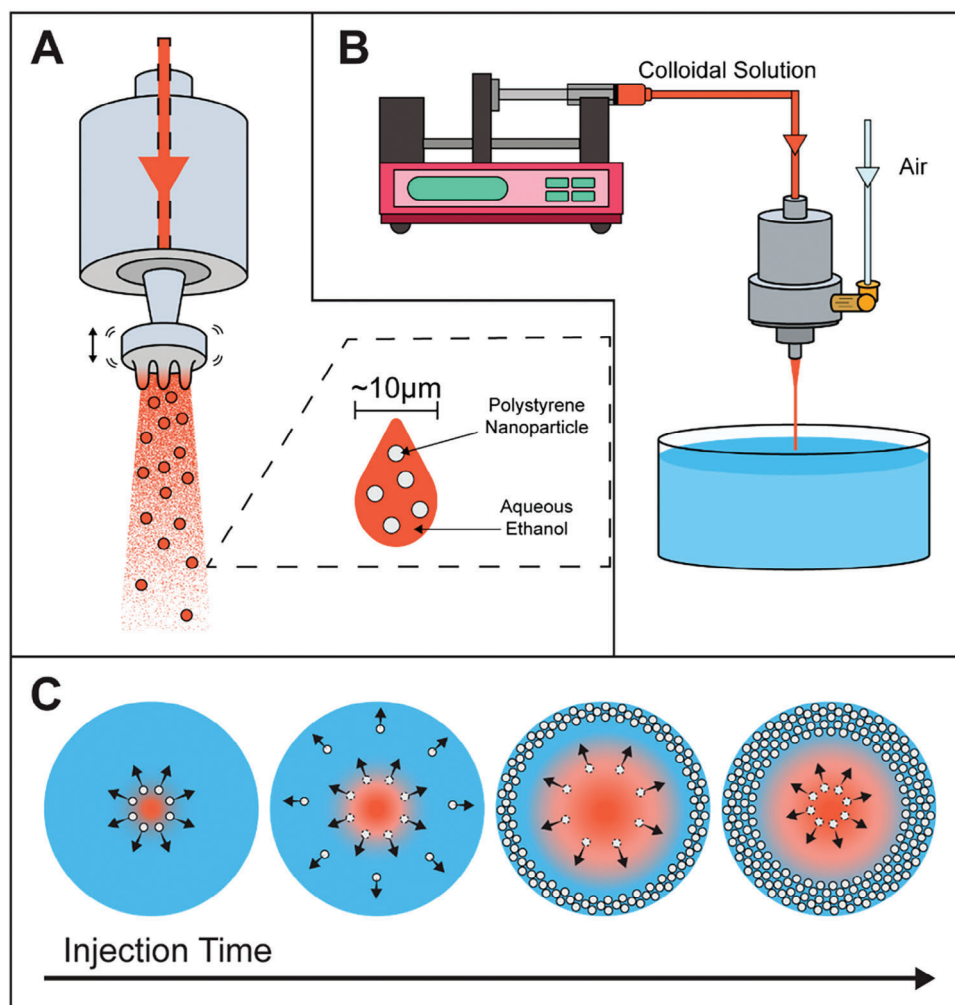 A
B
Colloidal Solution
Air
~10μm
Polystyrene
Nanoparticle
Aqueous
Ethanol
C
Injection Time